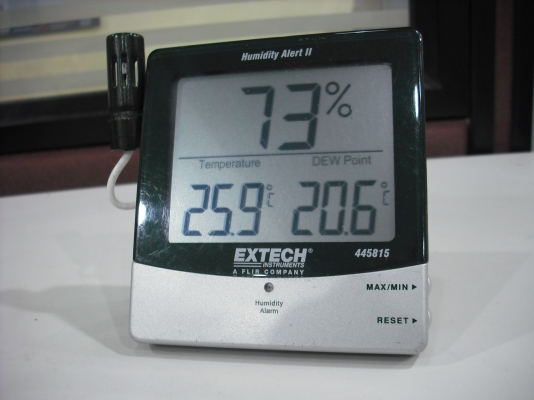 Humidity Alert II
73%
Temperature DEW Point
25.9°C 20.6°C
EXTECH® 445815
INSTRUMENTS
A FLIR COMPANY
MAX/MIN ▶
Humidity
Alarm
RESET ▶